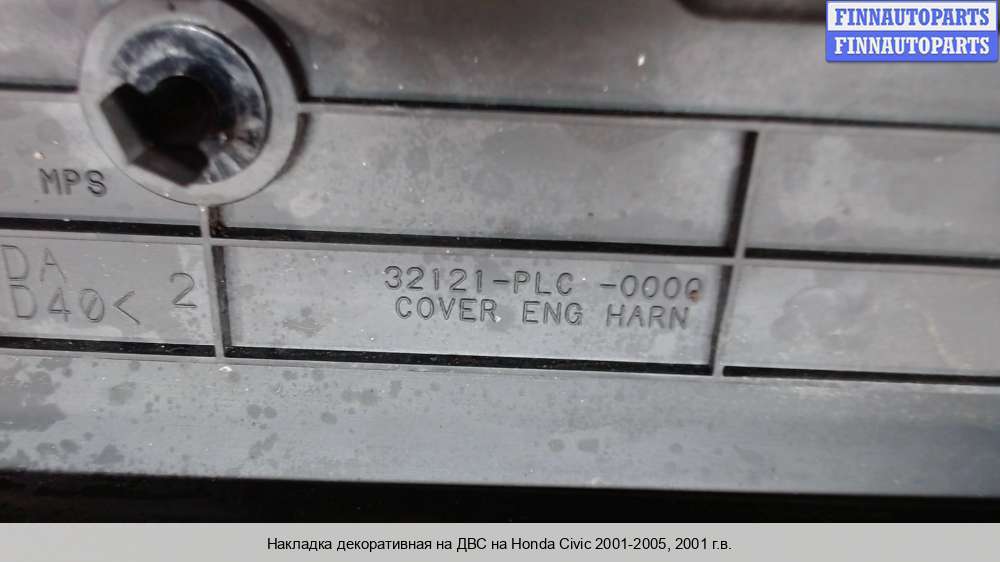 FINNAUTOPARTS
FINNAUTOPARTS
MPS
DA
D40< 2
32121-PLC -0000
COVER ENG HARN
Накладка декоративная на ДВС на Honda Civic 2001-2005, 2001 г.в.